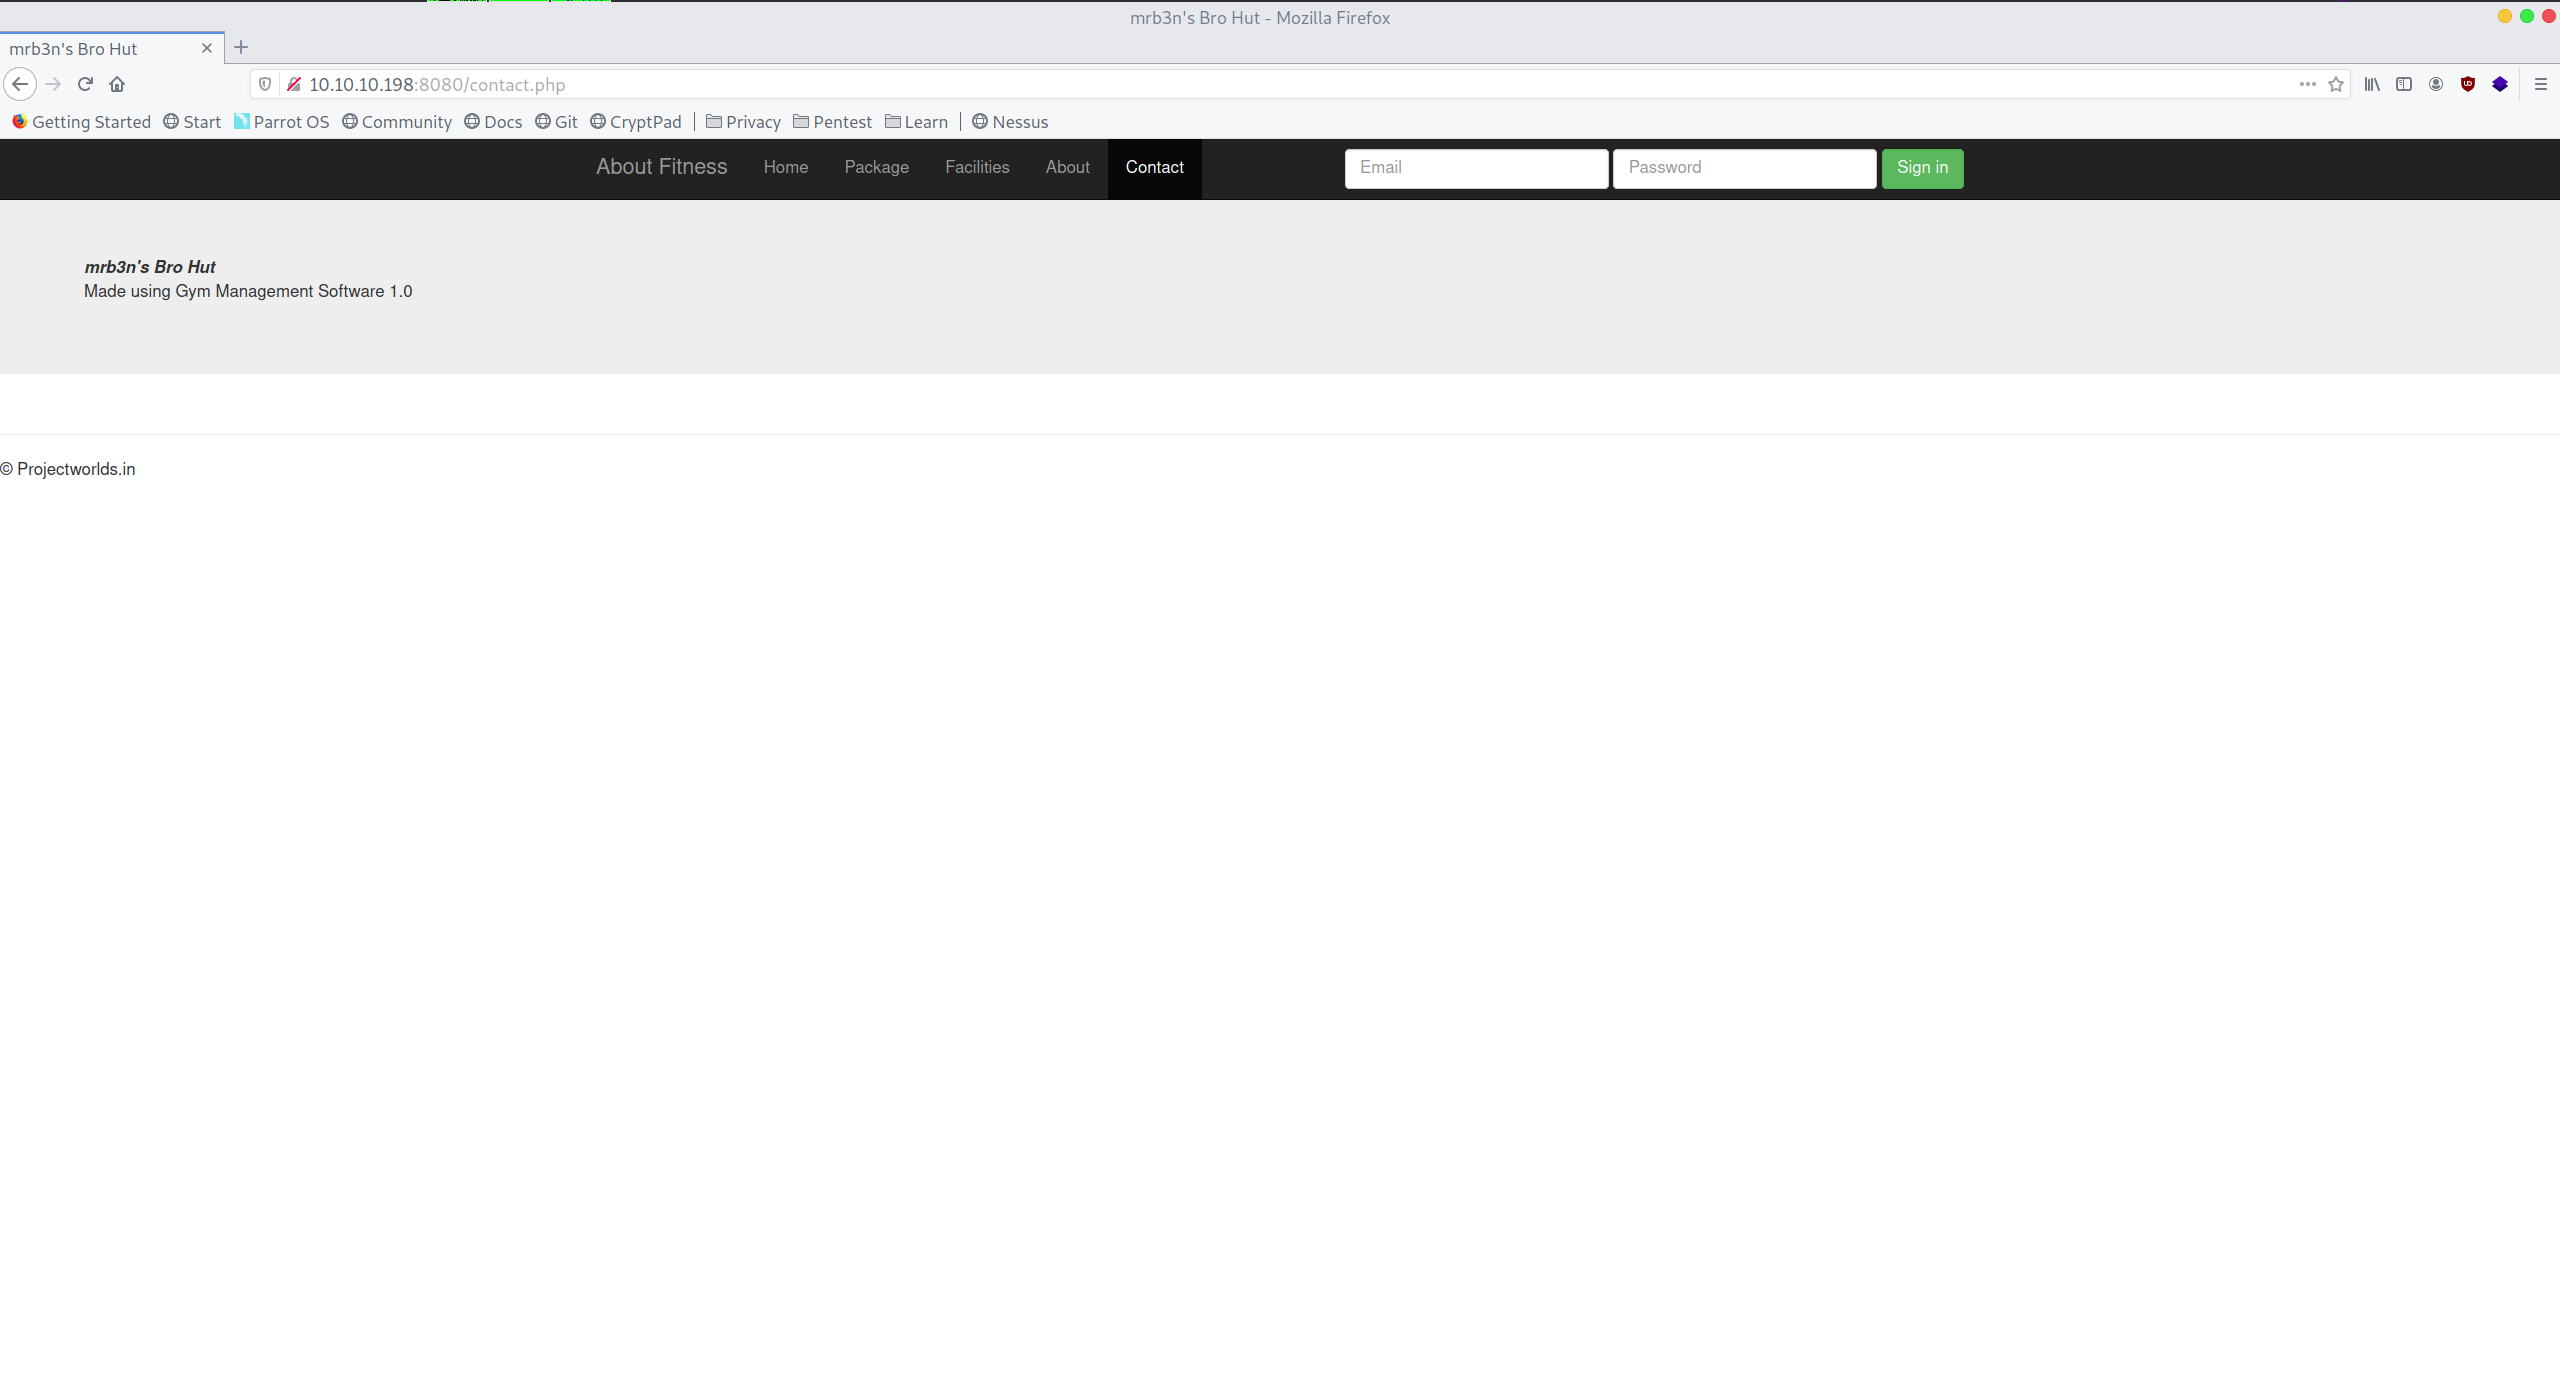 mrb3n's Bro Hut - Mozilla Firefox
mrb3n's Bro Hut
10.10.10.198:8080/contact.php
Getting Started Start Parrot OS Community Docs Git CryptPad Privacy Pentest Learn Nessus
About Fitness Home Package Facilities About Contact Email Password Sign in
mrb3n's Bro Hut
Made using Gym Management Software 1.0
© Projectworlds.in